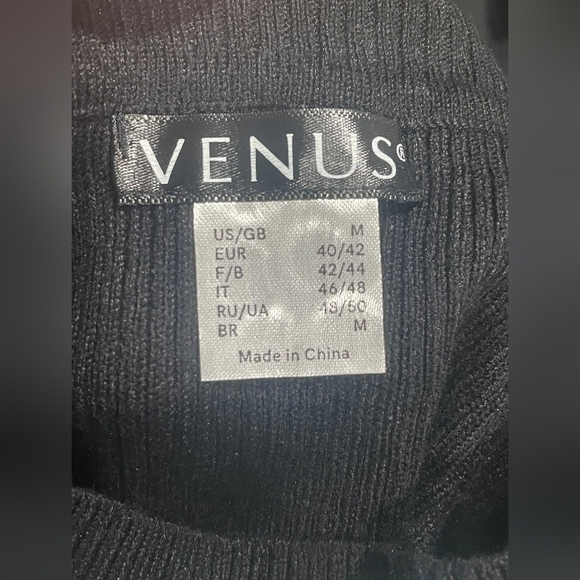 VENUS®
US/GB M
EUR 40/42
F/B 42/44
IT 46/48
RU/UA 48/50
BR M
Made in China